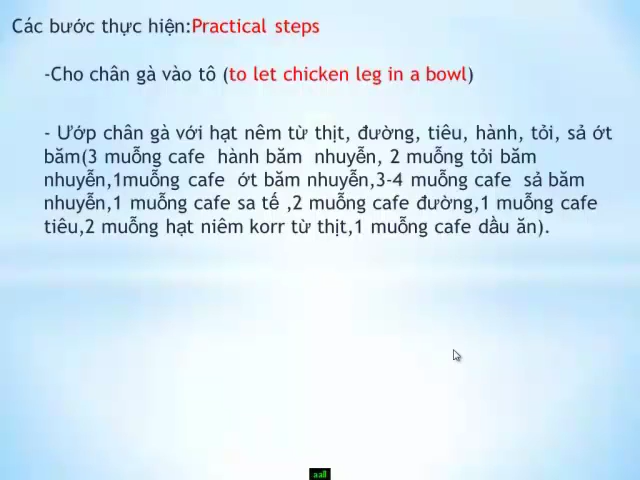 Các bước thực hiện:Practical steps
-Cho chân gà vào tô (to let chicken leg in a bowl)
- Ướp chân gà với hạt nêm từ thịt, đường, tiêu, hành, tỏi, sả ớt
băm(3 muỗng cafe hành băm nhuyễn, 2 muỗng tỏi băm
nhuyễn,1muỗng cafe ớt băm nhuyễn,3-4 muỗng cafe sả băm
nhuyễn,1 muỗng cafe sa tế ,2 muỗng cafe đường,1 muỗng cafe
tiêu,2 muỗng hạt niêm korr từ thịt,1 muỗng cafe dầu ăn).